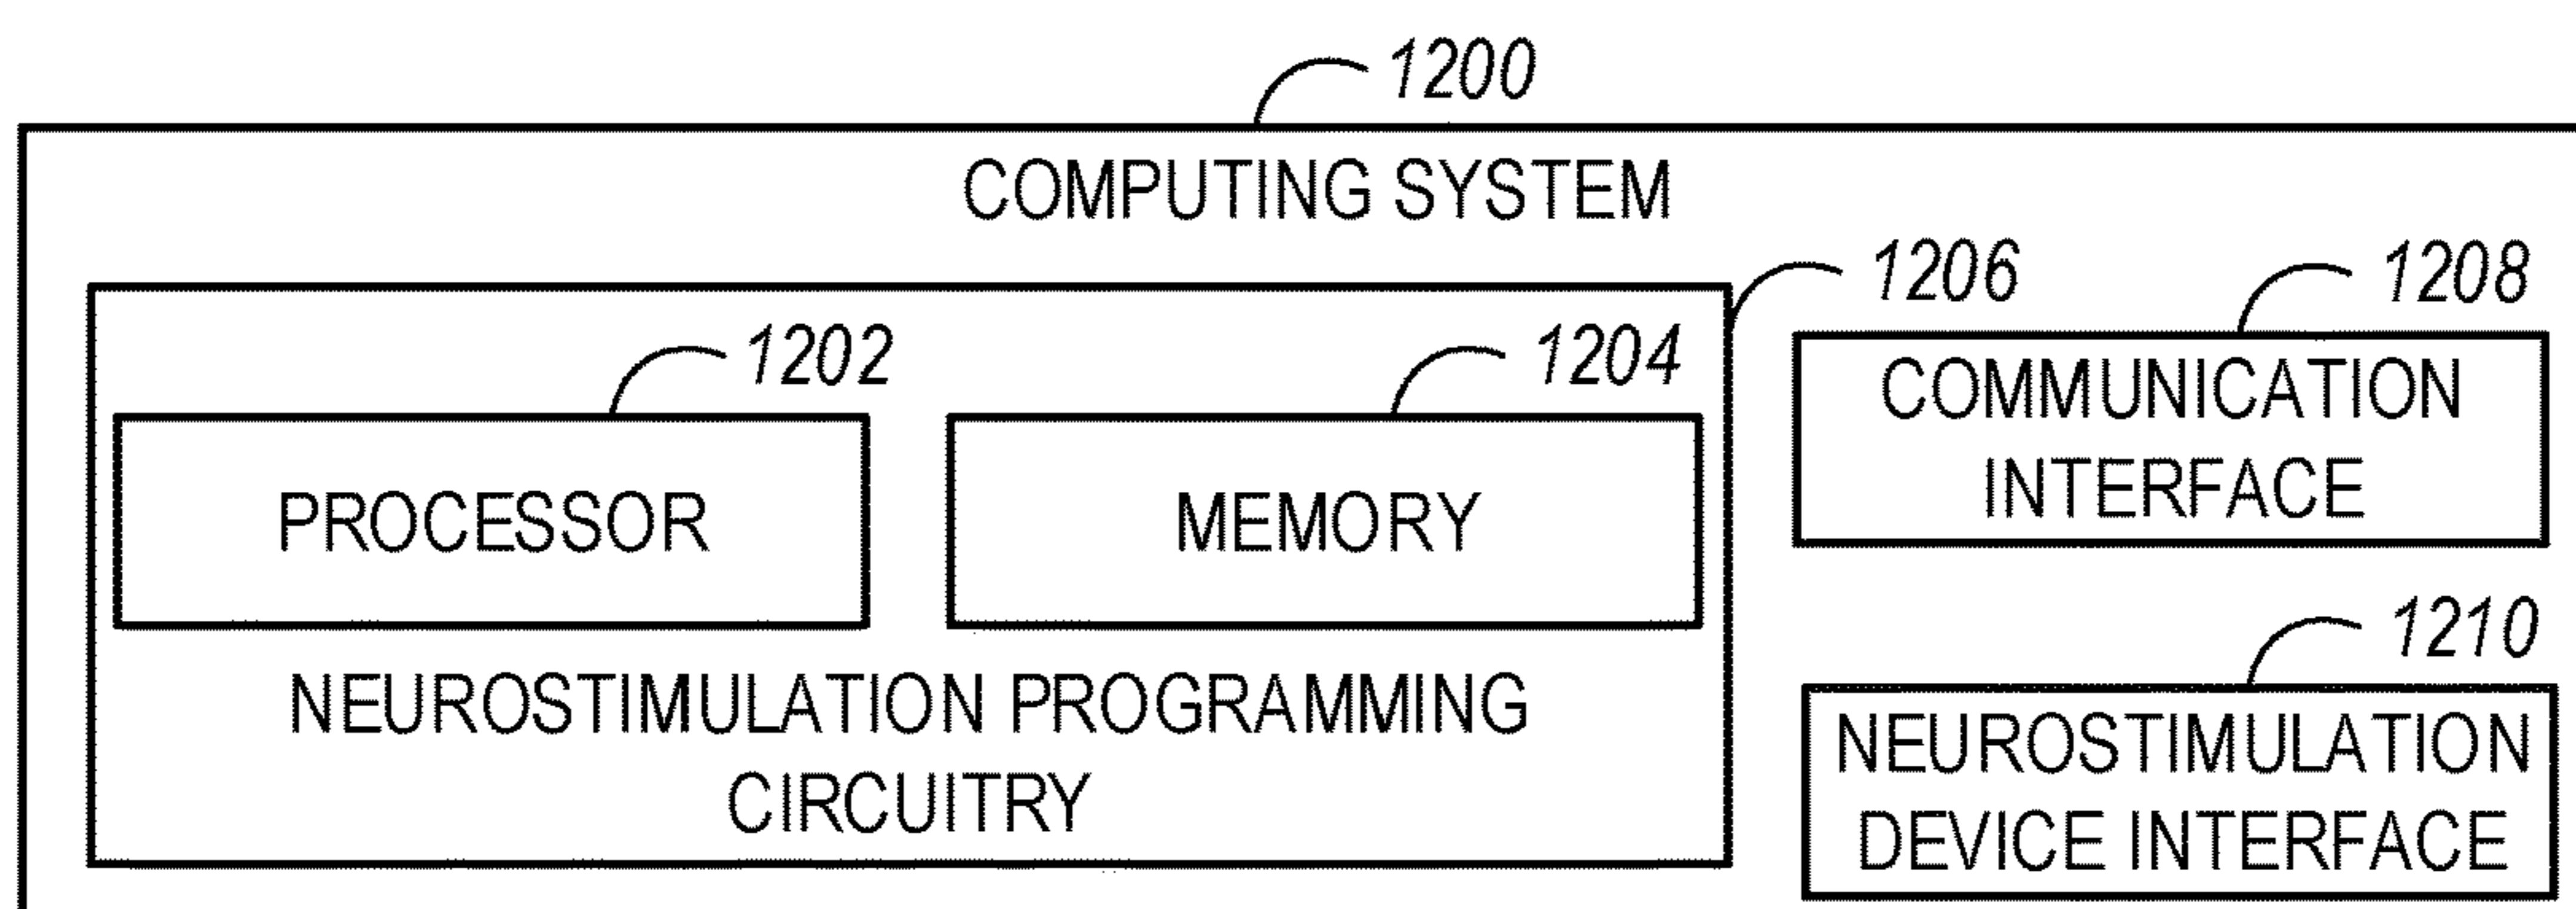 1200
COMPUTING SYSTEM
1206
1208
1202
1204
COMMUNICATION
INTERFACE
PROCESSOR
MEMORY
1210
NEUROSTIMULATION PROGRAMMING
CIRCUITRY
NEUROSTIMULATION
DEVICE INTERFACE